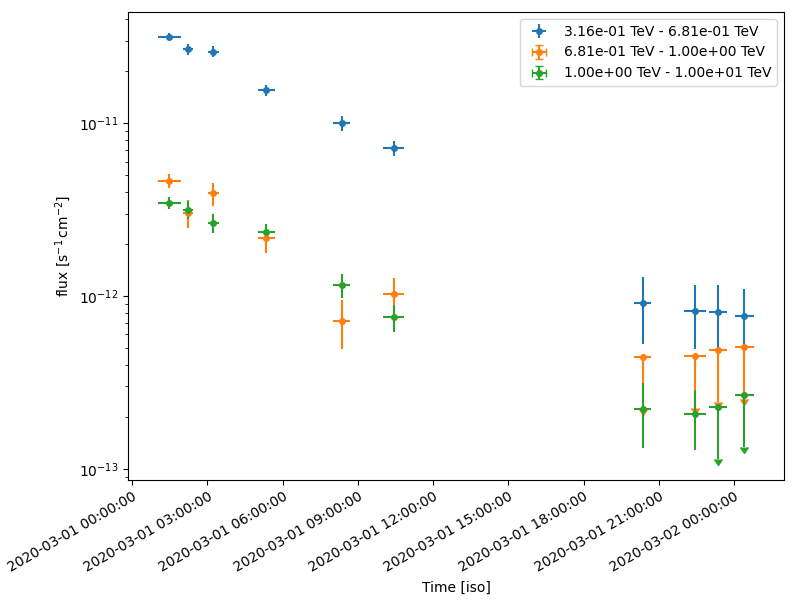 3.16e-01 TeV - 6.81e-01 TeV
6.81e-01 TeV - 1.00e+00 TeV
1.00e+00 TeV - 1.00e+01 TeV
flux [s⁻¹ cm⁻²]
10⁻¹¹
10⁻¹²
10⁻¹³
2020-03-01 00:00:00
2020-03-01 03:00:00
2020-03-01 06:00:00
2020-03-01 09:00:00
2020-03-01 12:00:00
2020-03-01 15:00:00
2020-03-01 18:00:00
2020-03-01 21:00:00
2020-03-02 00:00:00
Time [iso]